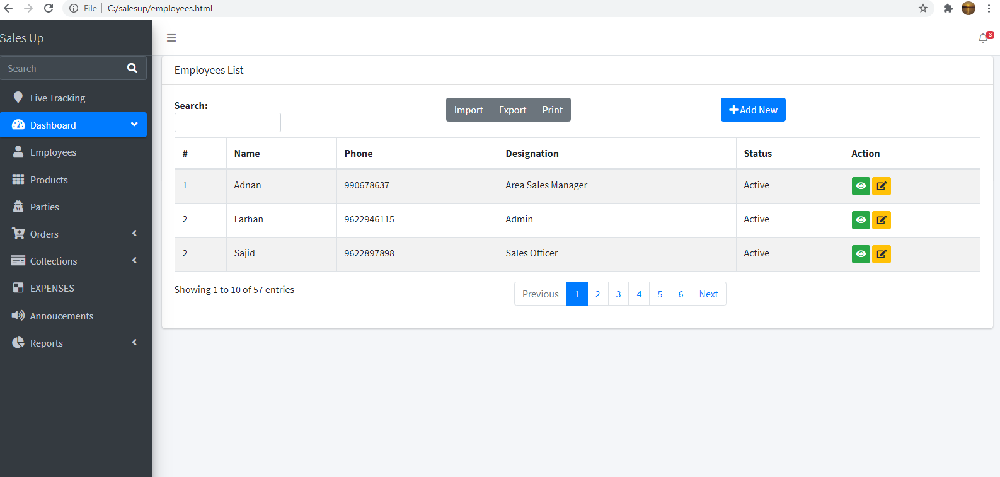 File | C:/salesup/employees.html
Sales Up
3
Search
Employees List
Live Tracking
Dashboard
Employees
Products
Parties
Orders
Collections
EXPENSES
Annoucements
Reports
Search:
Import Export Print
Add New
# Name Phone Designation Status Action
1 Adnan 990678637 Area Sales Manager Active
2 Farhan 9622946115 Admin Active
2 Sajid 9622897898 Sales Officer Active
Showing 1 to 10 of 57 entries
Previous 1 2 3 4 5 6 Next